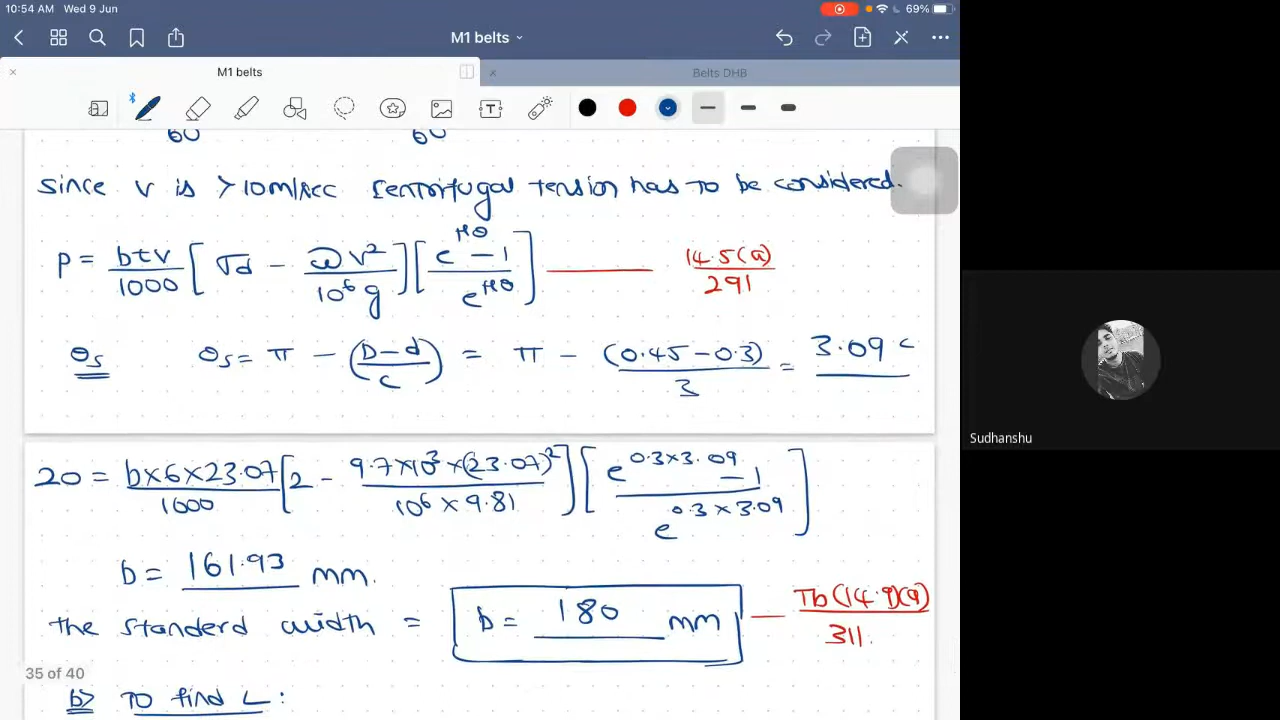 10:54 AM Wed 9 Jun 69%
M1 belts
M1 belts Belts DHB
60 60
since v is >10m/sec centrifugal tension has to be considered.
P = btv/1000 [σd - ωv²/10⁶g] [e^μθ - 1/e^μθ] 14.5(a)/291
θs θs = π - (D-d/c) = π - (0.45-0.3)/3 = 3.09 c
20 = b×6×23.07/1000 [2 - 9.7×10³×(23.07)²/10⁶×9.81] [e^0.3×3.09 - 1/e^0.3×3.09]
b = 161.93 mm.
the standerd width = b = 180 mm Tb(14.9)(a)/311.
35 of 40
b> To find L:
Sudhanshu